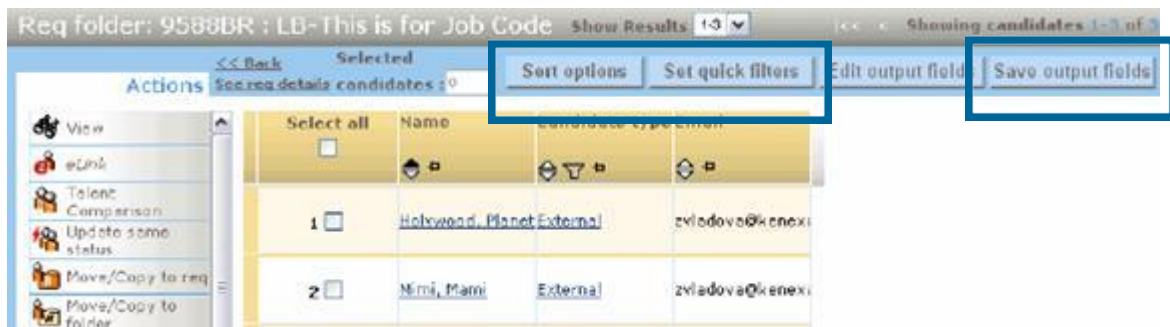 Req folder: 9588BR : LB-This is for Job Code Show Results 1-3 << < Showing candidates 1-3 of 3
<< Back Selected
Actions See req details candidates : 0 Sort options Set quick filters Edit output fields Save output fields
View
eLink
Talent
Comparison
Update some
status
Move/Copy to req
Move/Copy to
folder
Select all Name Candidate type Email
1 Holywood, Planet External zvladova@kenexa
2 Mimi, Mami External zvladova@kenexa